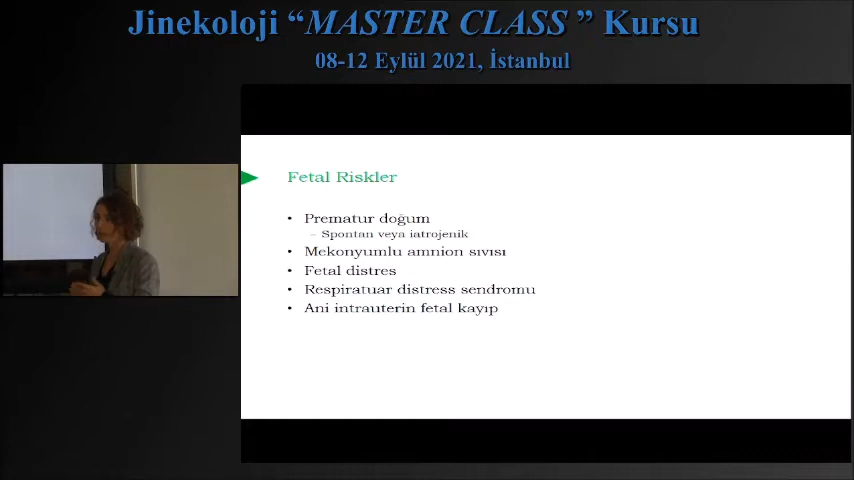 Jinekoloji “MASTER CLASS ” Kursu
08-12 Eylül 2021, İstanbul
Fetal Riskler
• Prematur doğum
– Spontan veya iatrojenik
• Mekonyumlu amnion sıvısı
• Fetal distres
• Respiratuar distress sendromu
• Ani intrauterin fetal kayıp